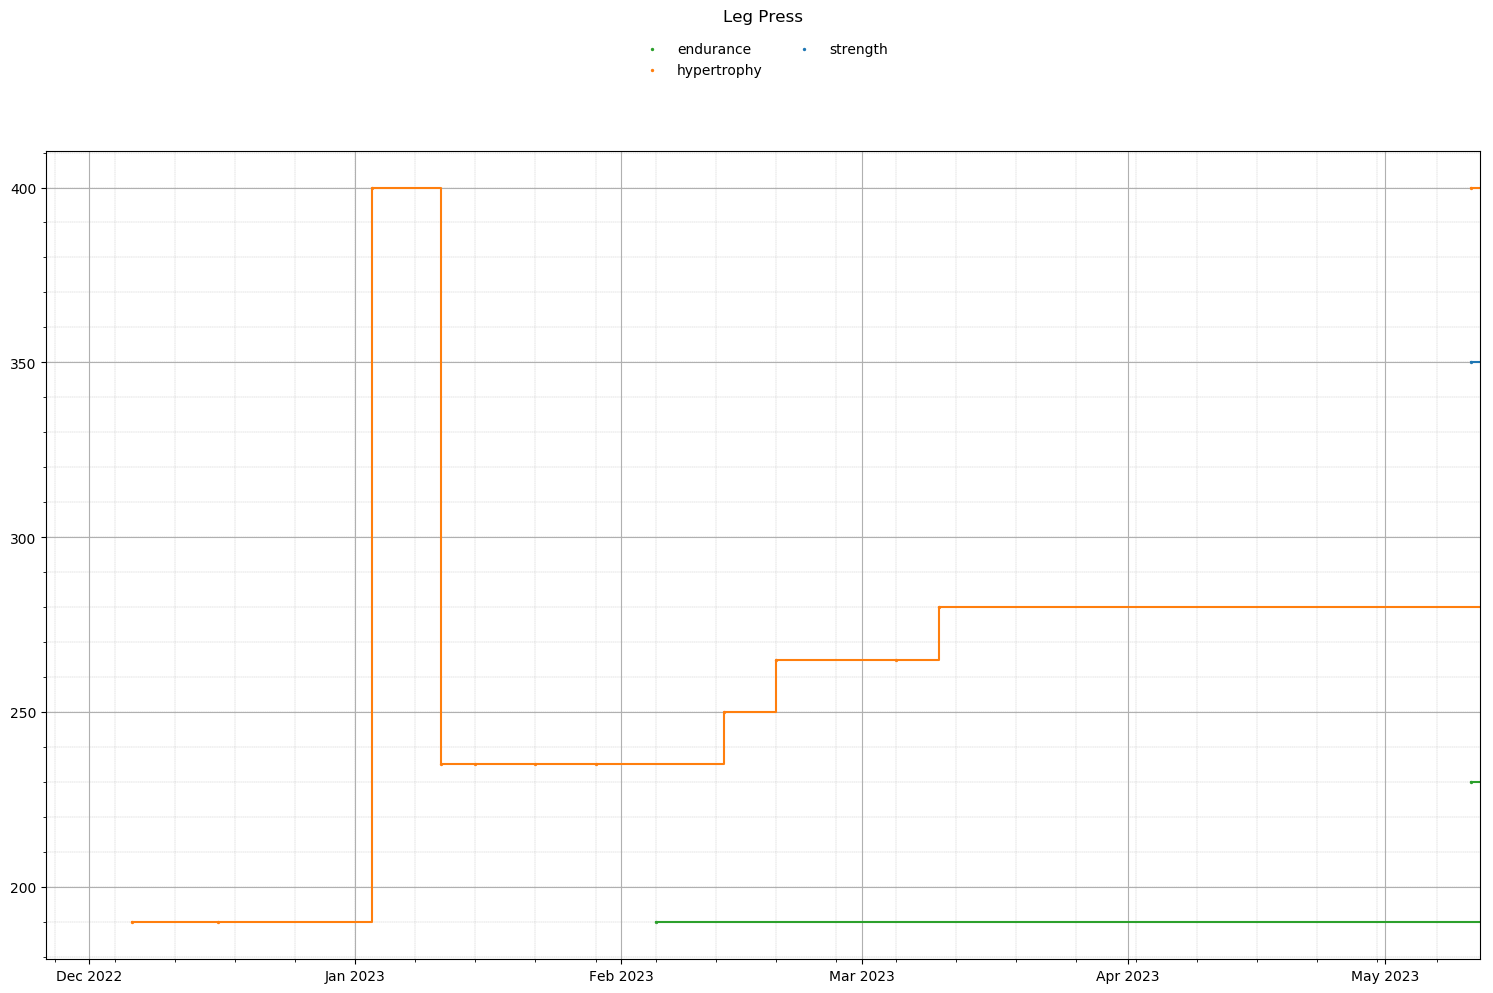 Leg Press
endurance
hypertrophy
strength
400
350
300
250
200
Dec 2022
Jan 2023
Feb 2023
Mar 2023
Apr 2023
May 2023